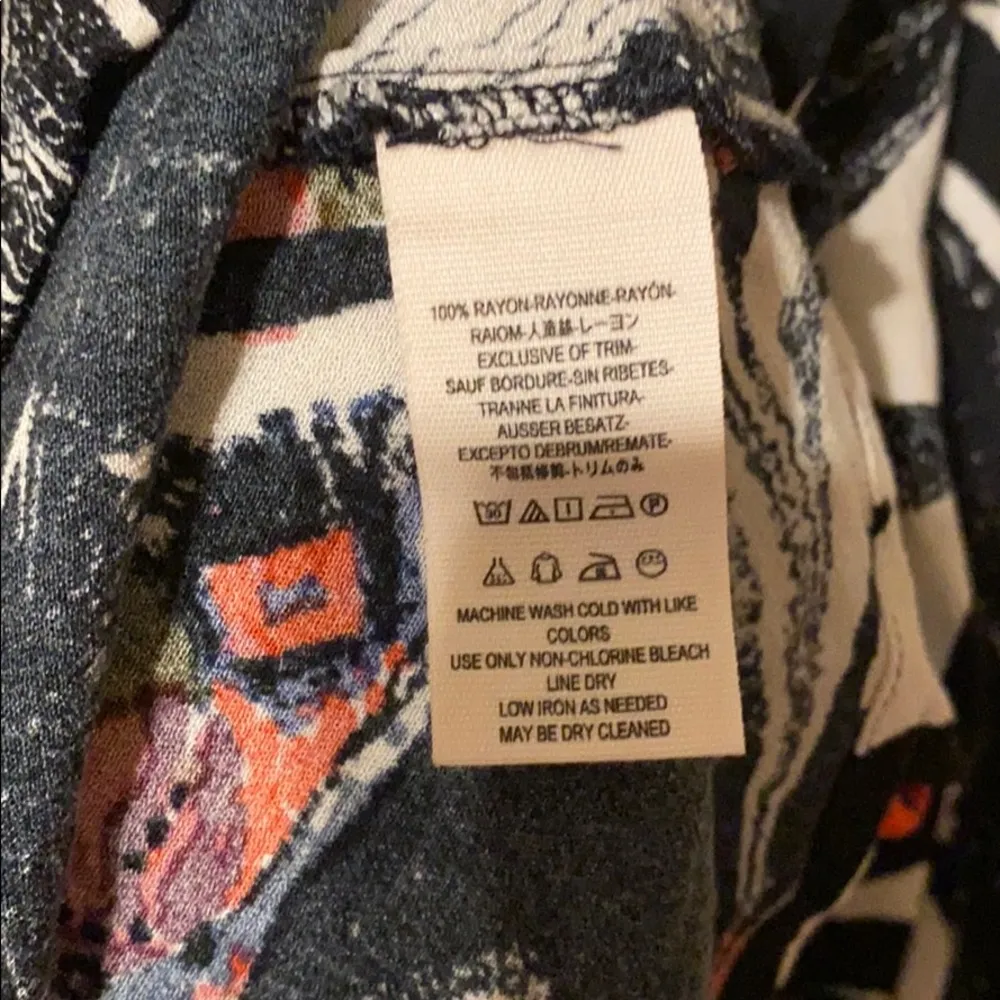 100% RAYON-RAYONNE-RAYÓN-
RAIOM-人造絲-レーヨン
EXCLUSIVE OF TRIM-
SAUF BORDURE-SIN RIBETES-
TRANNE LA FINITURA-
AUSSER BESATZ-
EXCEPTO DEBRUM/REMATE-
不包括修飾-トリムのみ
MACHINE WASH COLD WITH LIKE
COLORS
USE ONLY NON-CHLORINE BLEACH
LINE DRY
LOW IRON AS NEEDED
MAY BE DRY CLEANED